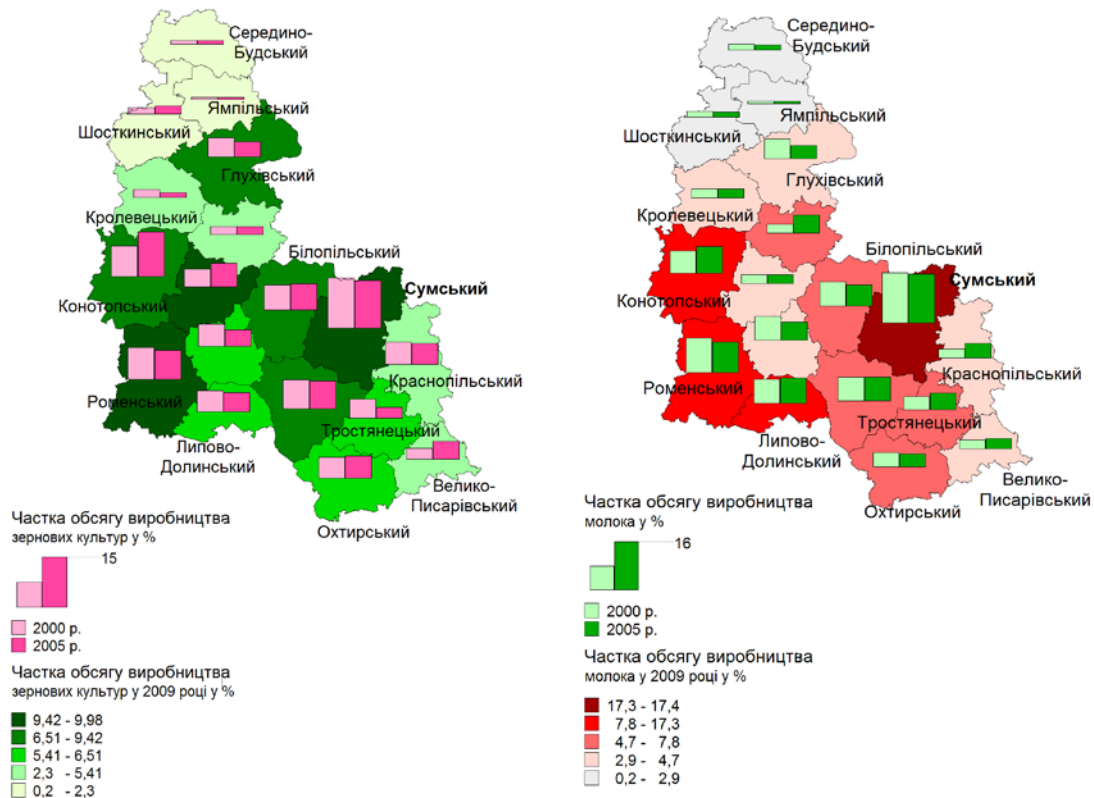 Середино-
Будський
Ямпільський
Шосткинський
Глухівський
Кролевецький
Білопільський
Сумський
Конотопський
Краснопільський
Роменський
Тростянецький
Липово-
Долинський
Велико-
Писарівський
Охтирський
Частка обсягу виробництва
зернових культур у %
15
2000 р.
2005 р.
Частка обсягу виробництва
зернових культур у 2009 році у %
9,42 - 9,98
6,51 - 9,42
5,41 - 6,51
2,3 - 5,41
0,2 - 2,3
Середино-
Будський
Ямпільський
Шосткинський
Глухівський
Кролевецький
Білопільський
Сумський
Конотопський
Краснопільський
Роменський
Тростянецький
Липово-
Долинський
Велико-
Писарівський
Охтирський
Частка обсягу виробництва
молока у %
16
2000 р.
2005 р.
Частка обсягу виробництва
молока у 2009 році у %
17,3 - 17,4
7,8 - 17,3
4,7 - 7,8
2,9 - 4,7
0,2 - 2,9